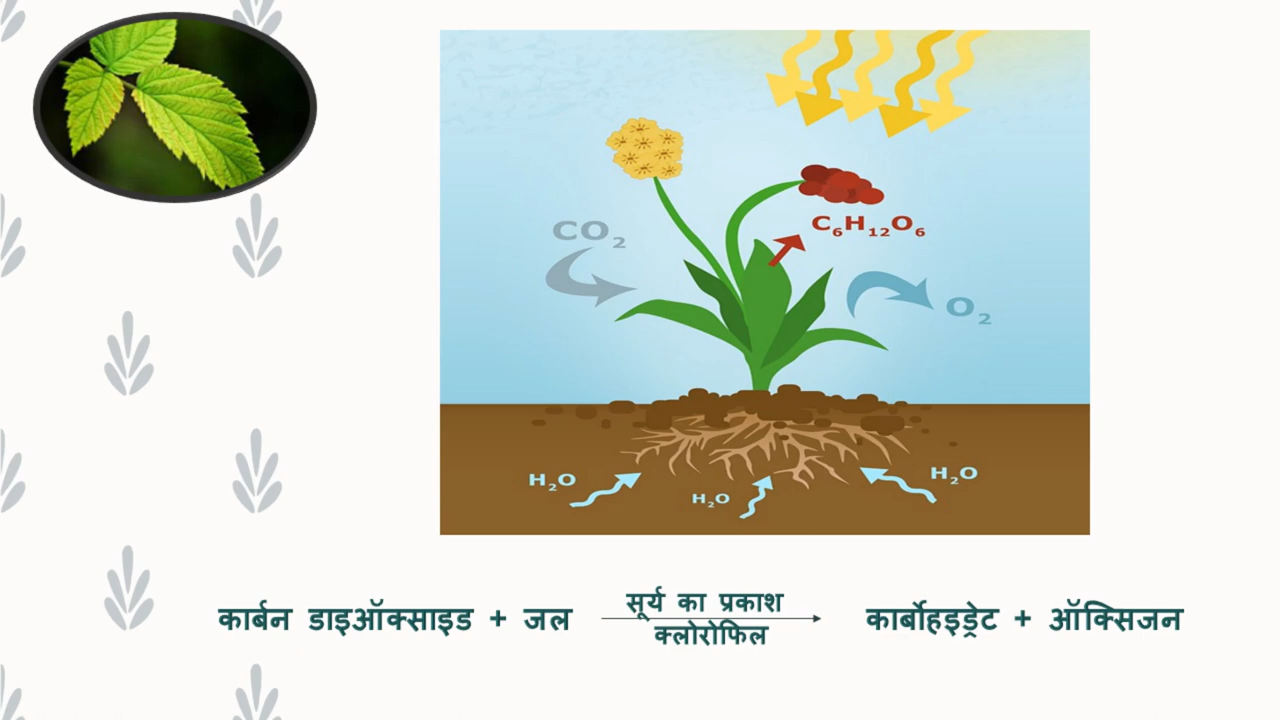 CO₂
C₆H₁₂O₆
O₂
H₂O
H₂O
H₂O
सूर्य का प्रकाश
कार्बन डाइऑक्साइड + जल → कार्बोहइड्रेट + ऑक्सिजन
क्लोरोफिल